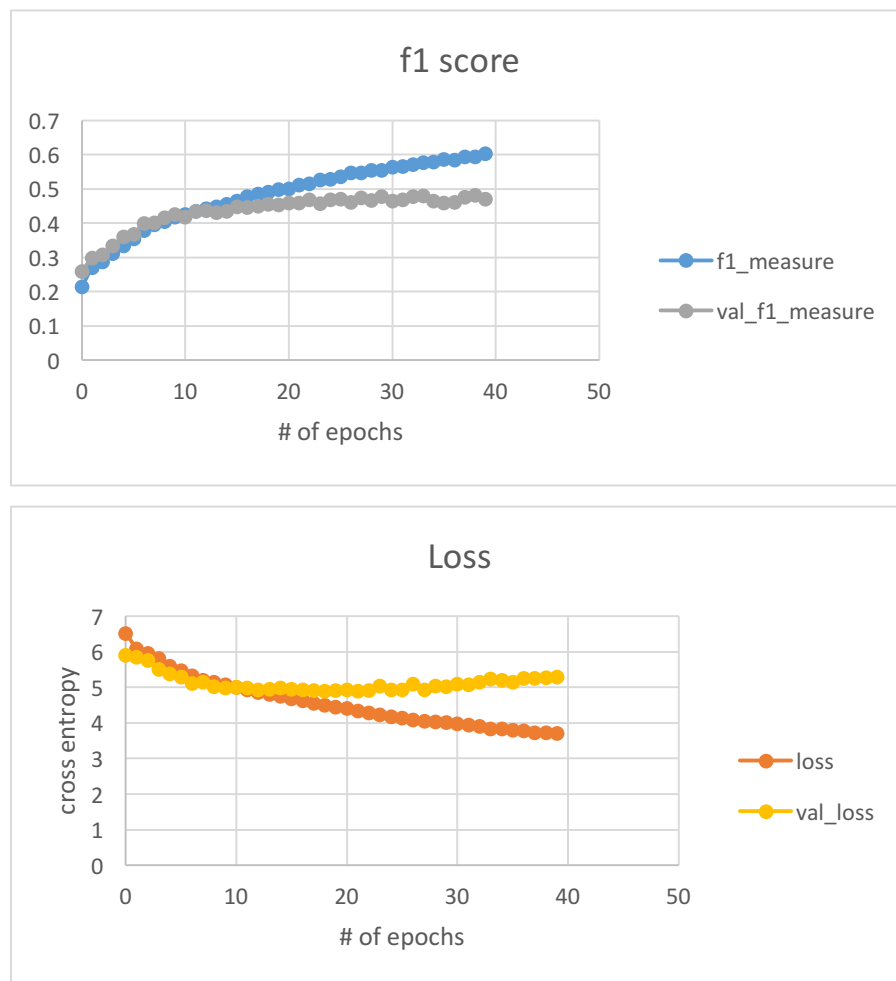 f1 score
0.7
0.6
0.5
0.4
0.3
0.2
0.1
0
0 10 20 30 40 50
# of epochs
f1_measure
val_f1_measure
Loss
7
6
5
4
3
2
1
0
cross entropy
0 10 20 30 40 50
# of epochs
loss
val_loss